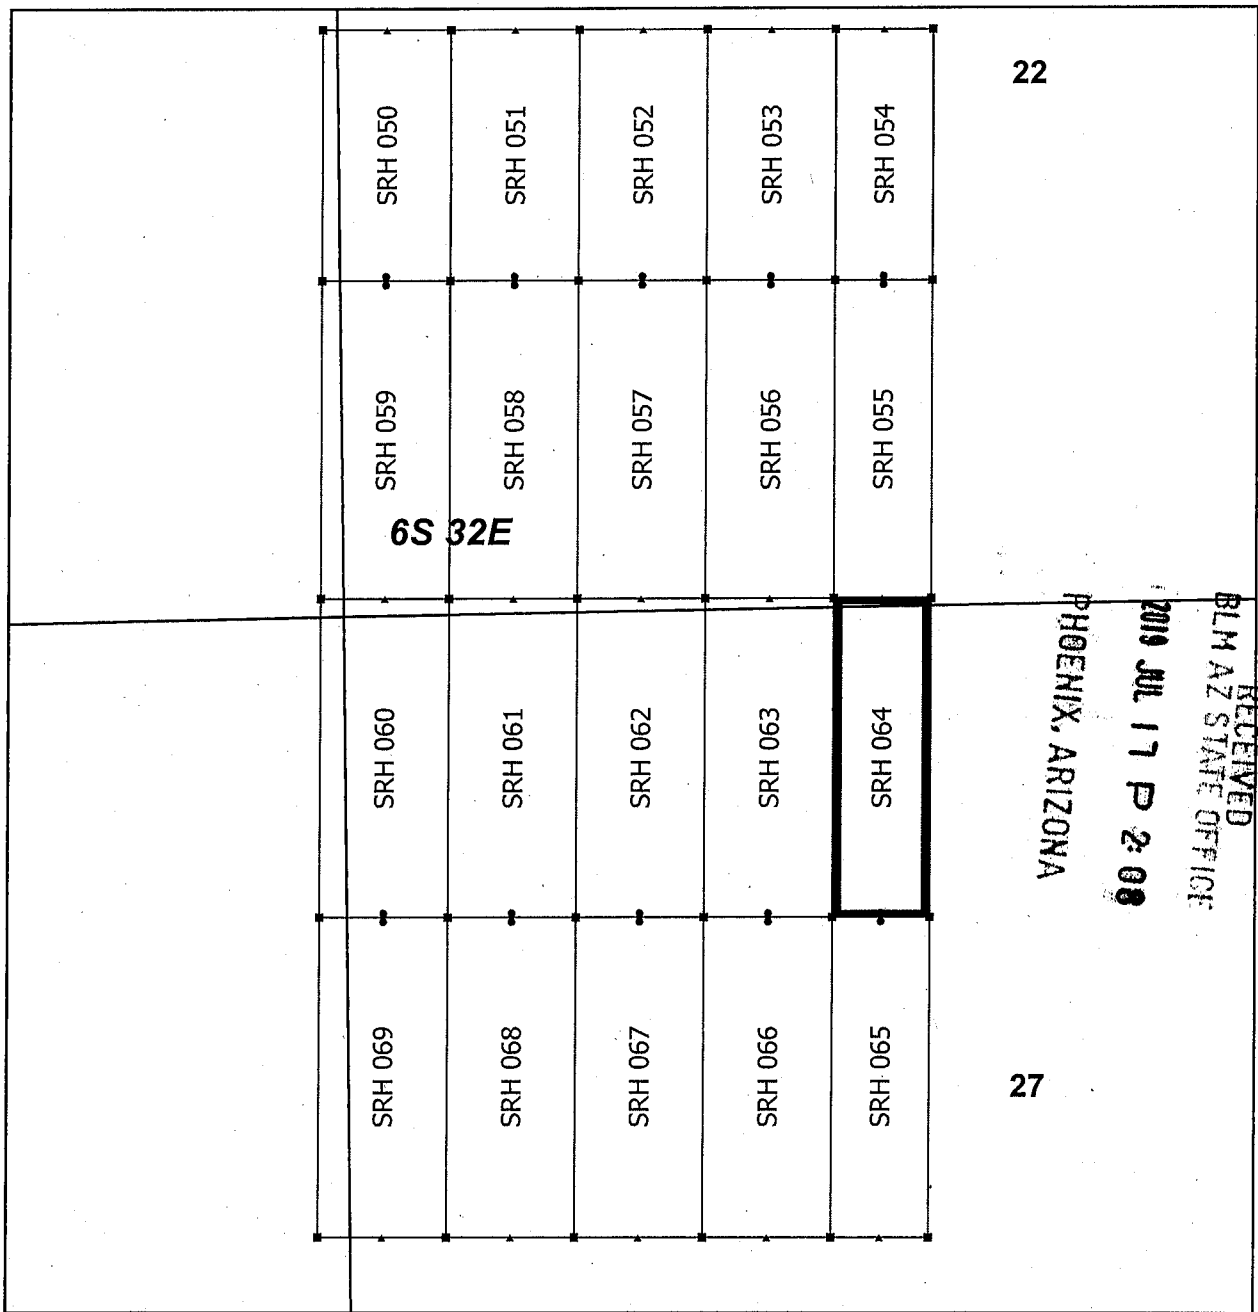 22
SRH 050
SRH 051
SRH 052
SRH 053
SRH 054
SRH 059
SRH 058
SRH 057
SRH 056
SRH 055
6S 32E
SRH 060
SRH 061
SRH 062
SRH 063
SRH 064
RECEIVED
BLM AZ STATE OFFICE
2019 JUL 17 P 2:08
PHOENIX, ARIZONA
SRH 069
SRH 068
SRH 067
SRH 066
SRH 065
27